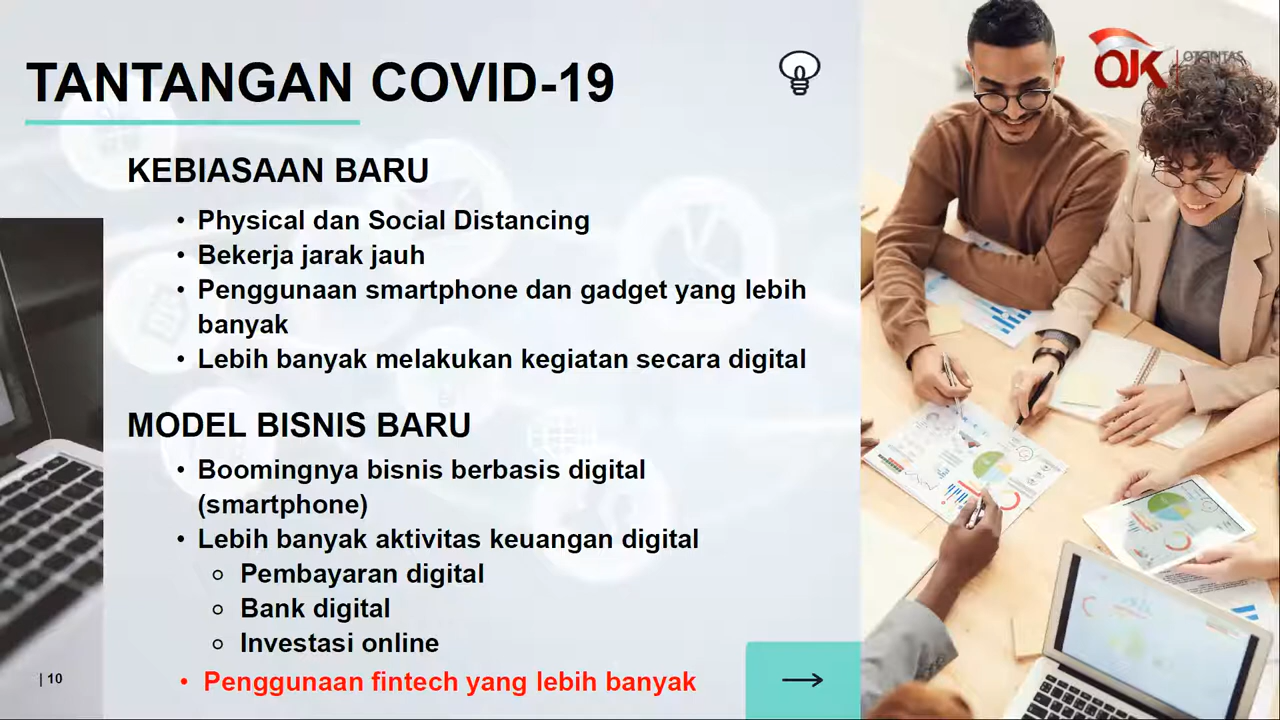 TANTANGAN COVID-19
OJK
OTORITAS
KEBIASAAN BARU
• Physical dan Social Distancing
• Bekerja jarak jauh
• Penggunaan smartphone dan gadget yang lebih
banyak
• Lebih banyak melakukan kegiatan secara digital
MODEL BISNIS BARU
• Boomingnya bisnis berbasis digital
(smartphone)
• Lebih banyak aktivitas keuangan digital
○ Pembayaran digital
○ Bank digital
○ Investasi online
• Penggunaan fintech yang lebih banyak
| 10